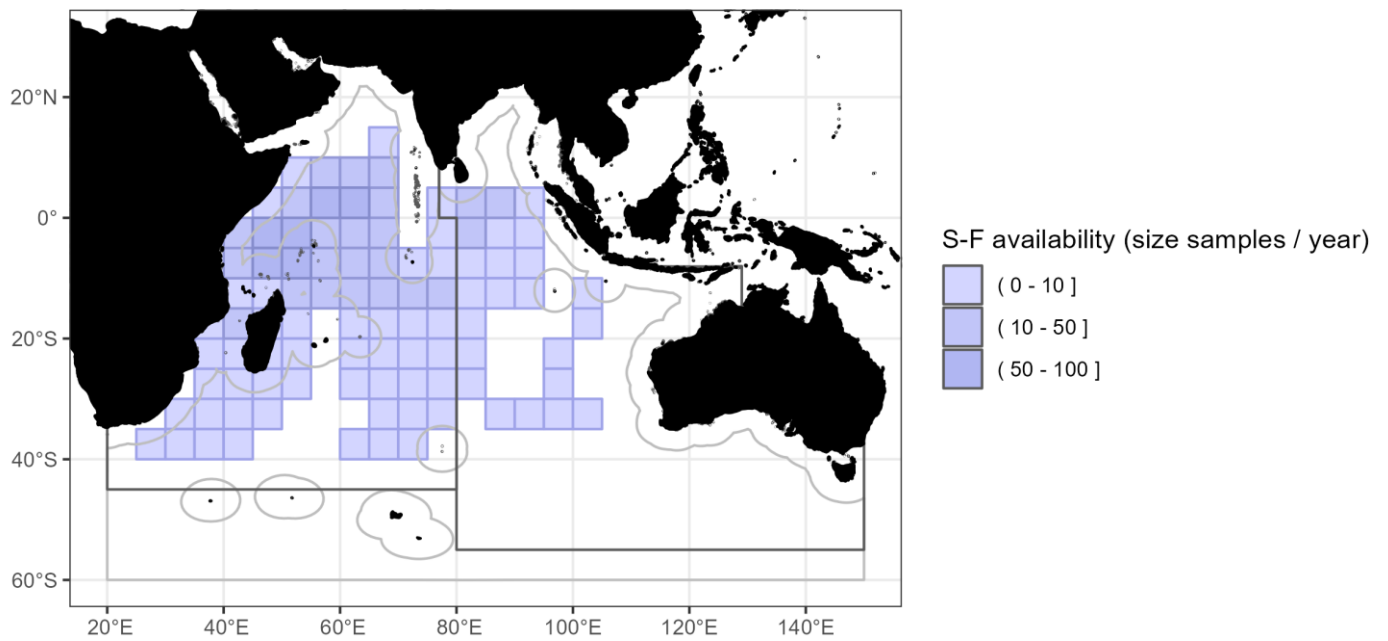 20°N
0°
20°S
40°S
60°S
20°E 40°E 60°E 80°E 100°E 120°E 140°E
S-F availability (size samples / year)
( 0 - 10 ]
( 10 - 50 ]
( 50 - 100 ]